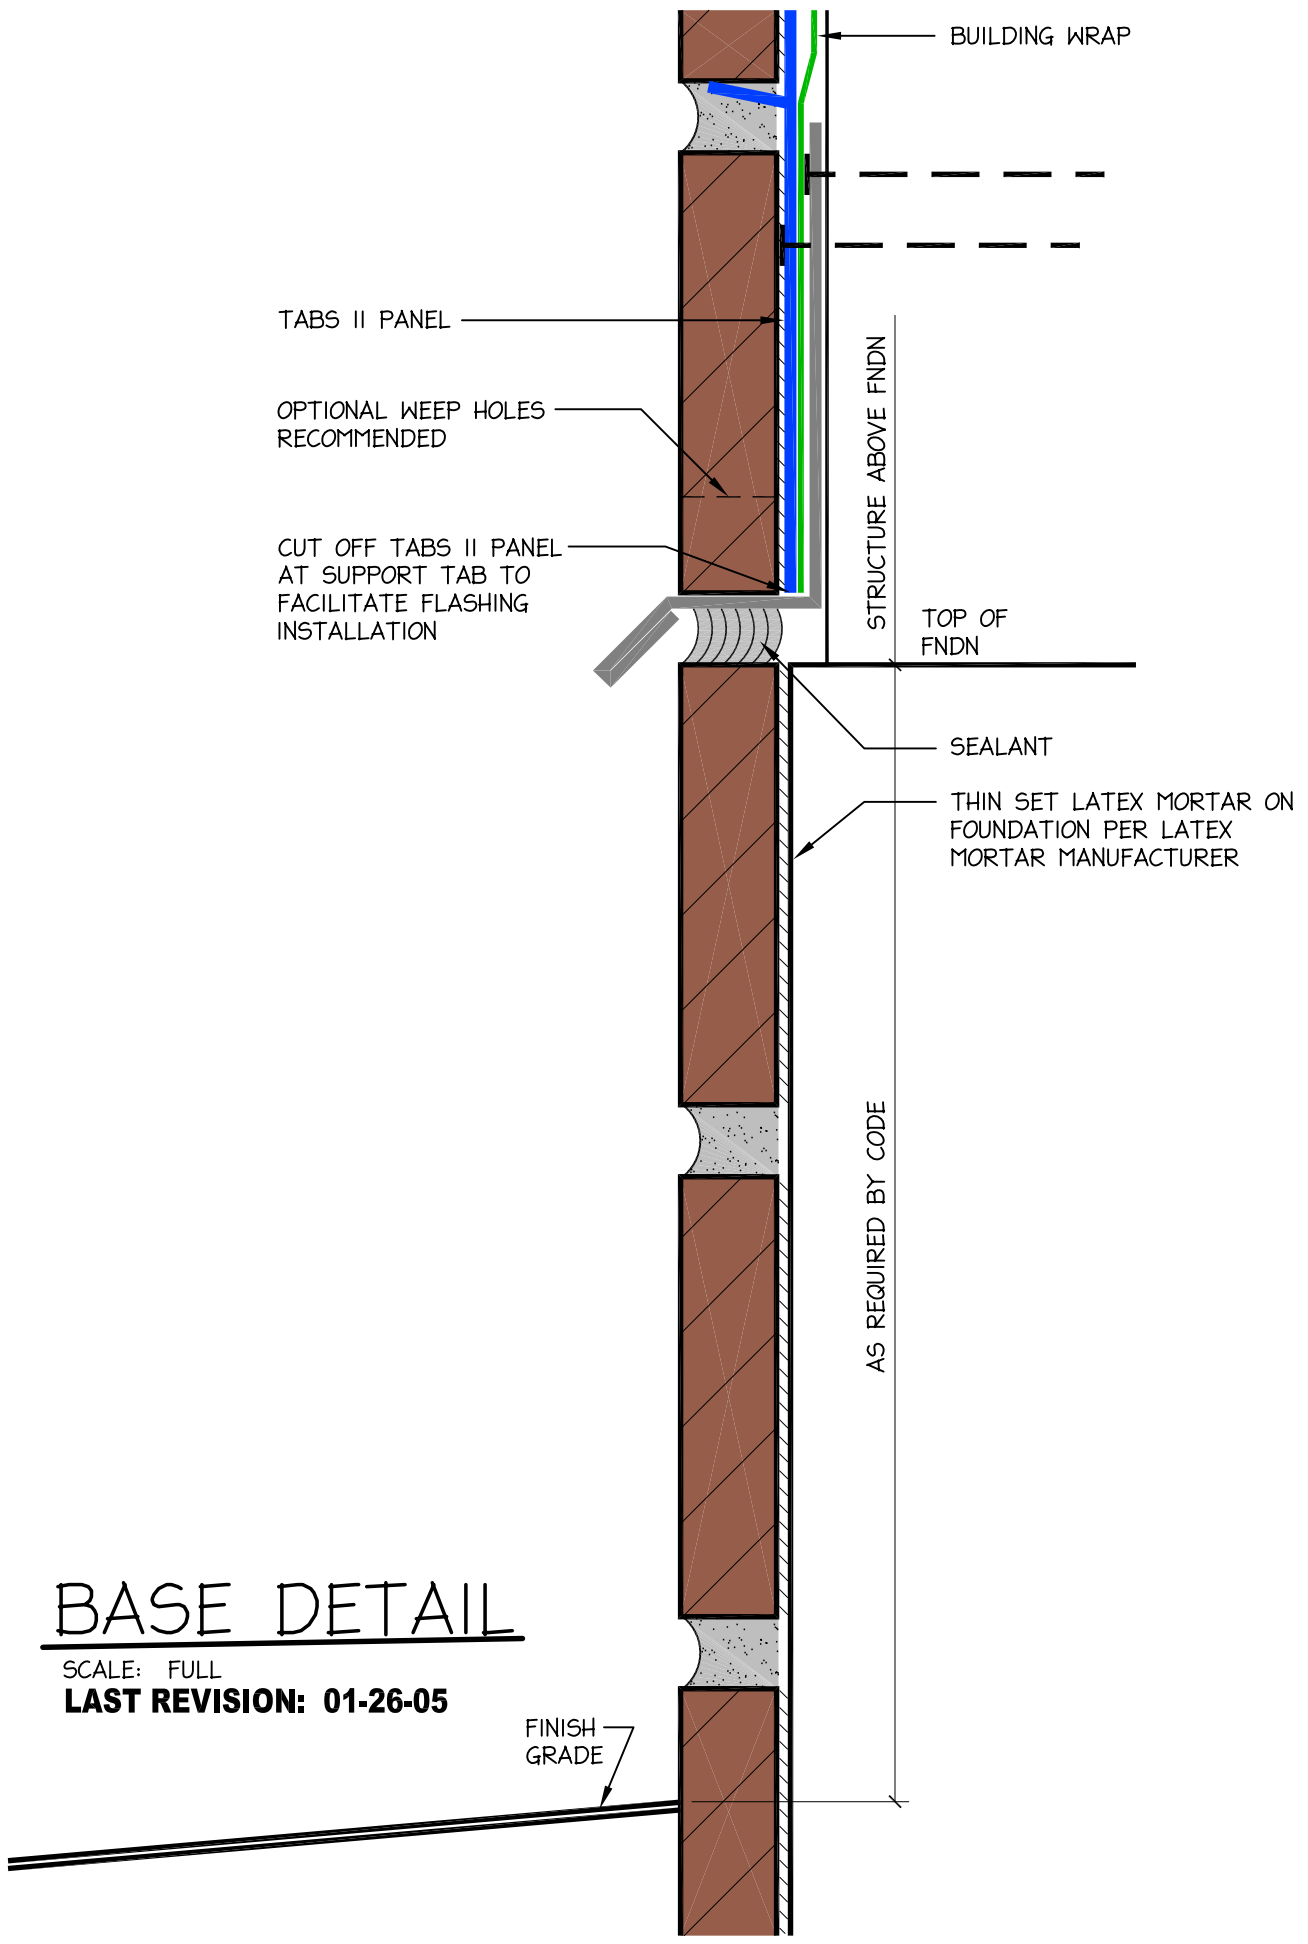 BUILDING WRAP
TABS II PANEL
OPTIONAL WEEP HOLES
RECOMMENDED
CUT OFF TABS II PANEL
AT SUPPORT TAB TO
FACILITATE FLASHING
INSTALLATION
STRUCTURE ABOVE FNDN
TOP OF
FNDN
SEALANT
THIN SET LATEX MORTAR ON
FOUNDATION PER LATEX
MORTAR MANUFACTURER
AS REQUIRED BY CODE
BASE DETAIL
SCALE: FULL
LAST REVISION: 01-26-05
FINISH
GRADE